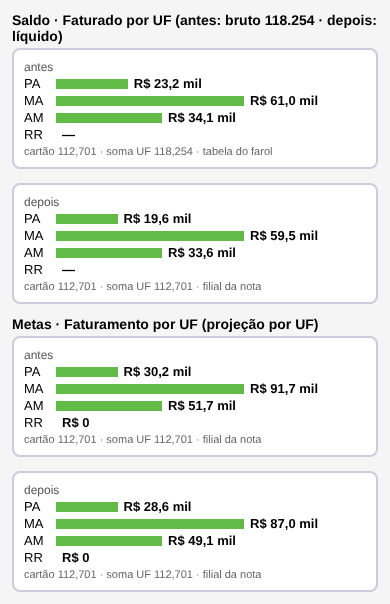 Saldo · Faturado por UF (antes: bruto 118.254 · depois:
líquido)
antes
PA R$ 23,2 mil
MA R$ 61,0 mil
AM R$ 34,1 mil
RR —
cartão 112,701 · soma UF 118,254 · tabela do farol
depois
PA R$ 19,6 mil
MA R$ 59,5 mil
AM R$ 33,6 mil
RR —
cartão 112,701 · soma UF 112,701 · filial da nota
Metas · Faturamento por UF (projeção por UF)
antes
PA R$ 30,2 mil
MA R$ 91,7 mil
AM R$ 51,7 mil
RR R$ 0
cartão 112,701 · soma UF 112,701 · filial da nota
depois
PA R$ 28,6 mil
MA R$ 87,0 mil
AM R$ 49,1 mil
RR R$ 0
cartão 112,701 · soma UF 112,701 · filial da nota